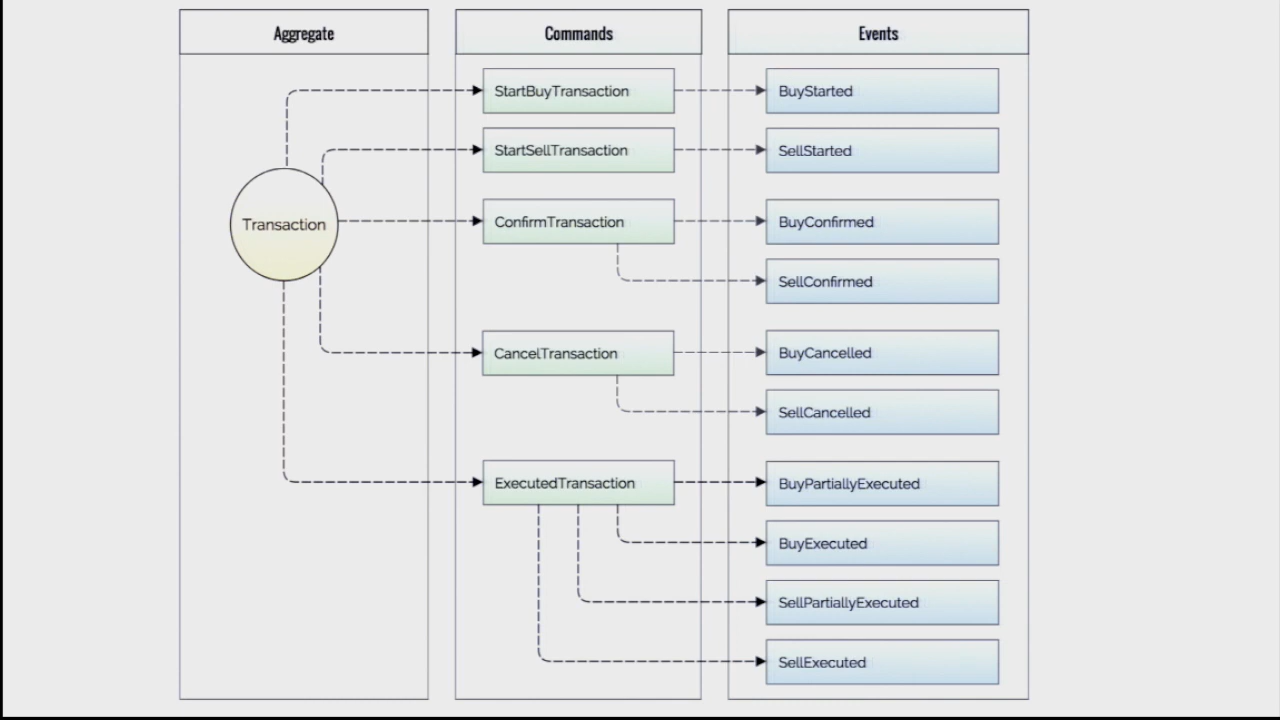 Aggregate
Commands
Events
StartBuyTransaction
BuyStarted
StartSellTransaction
SellStarted
Transaction
ConfirmTransaction
BuyConfirmed
SellConfirmed
CancelTransaction
BuyCancelled
SellCancelled
ExecutedTransaction
BuyPartiallyExecuted
BuyExecuted
SellPartiallyExecuted
SellExecuted